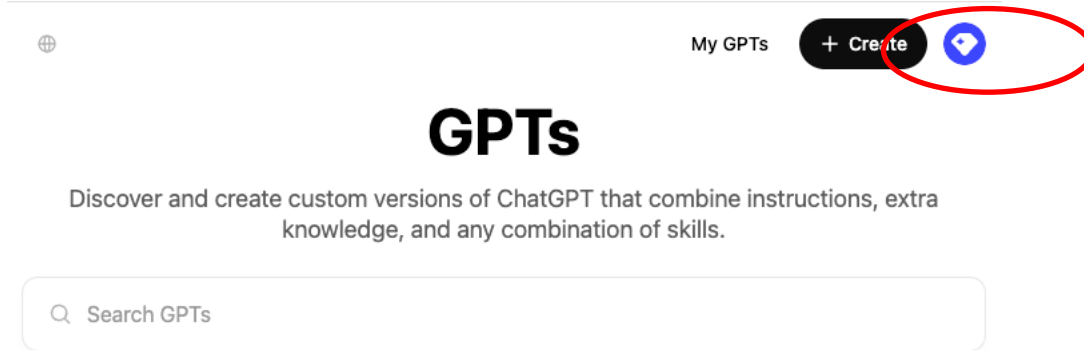 My GPTs
+ Create
GPTs
Discover and create custom versions of ChatGPT that combine instructions, extra
knowledge, and any combination of skills.
Search GPTs